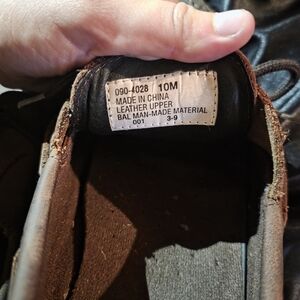 090-4028 10M
MADE IN CHINA
LEATHER UPPER
BAL MAN-MADE MATERIAL
001 3-9